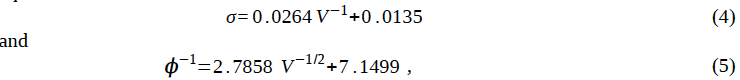 σ=0.0264 V⁻¹+0.0135 (4)
and
ϕ⁻¹=2.7858 V⁻¹/²+7.1499 , (5)